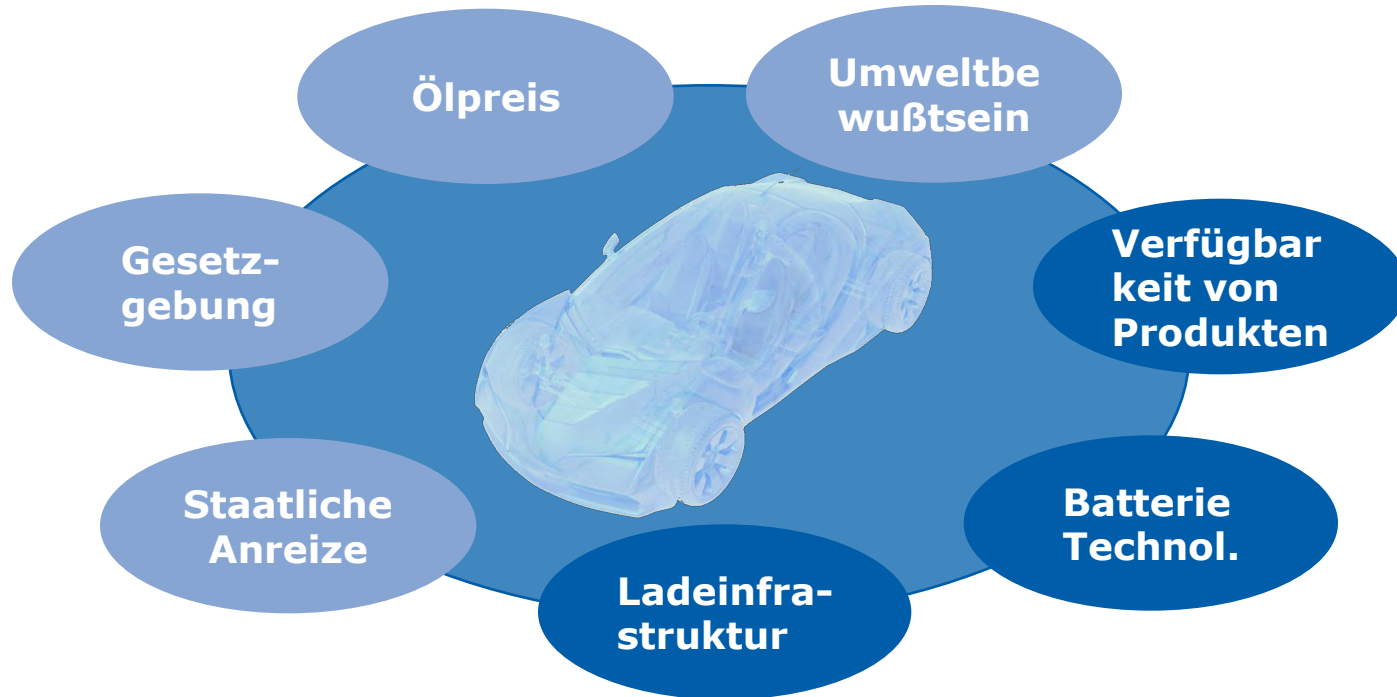 Ölpreis
Umweltbe
wußtsein
Gesetz-
gebung
Verfügbar
keit von
Produkten
Staatliche
Anreize
Batterie
Technol.
Ladeinfra-
struktur